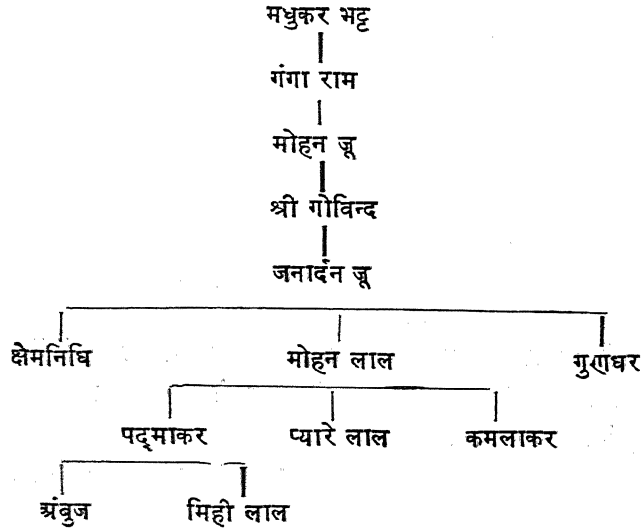 मधुकर भट्ट
गंगा राम
मोहन जू
श्री गोविन्द
जनार्दन जू
क्षेमनिधि मोहन लाल गुणधर
पद्माकर प्यारे लाल कमलाकर
अंबुज मिही लाल